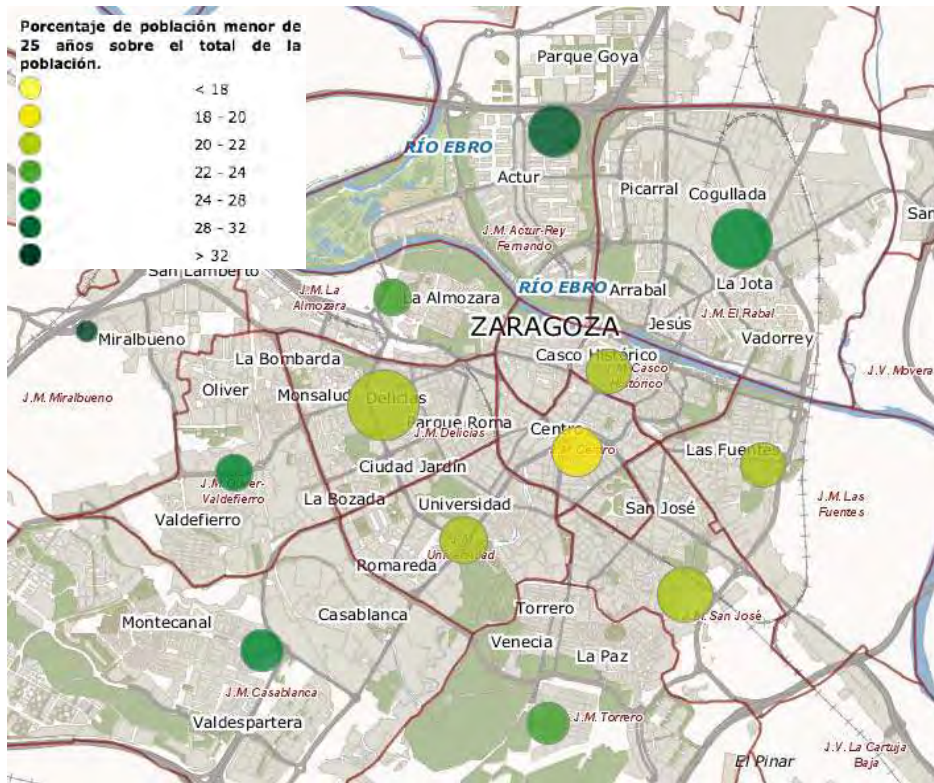 Porcentaje de población menor de
25 años sobre el total de la
población.
< 18
18 - 20
20 - 22
22 - 24
24 - 28
28 - 32
> 32
Parque Goya
RÍO EBRO
Actur
Picarral
Cogullada
J.M. Actur-Rey
Fernando
San Lamberto
J.M. La
Almozara
La Almozara
RÍO EBRO
Arrabal
La Jota
ZARAGOZA
Jesús
J.M. El Rabal
Vadorrey
Miralbueno
La Bombarda
Casco Histórico
J.M. Casco
Histórico
J.V. Movera
J.M. Miralbueno
Oliver
Monsalud
Delicias
Parque Roma
J.M. Delicias
Centro
J.M. Centro
Las Fuentes
Ciudad Jardín
J.M. Oliver-
Valdefierro
La Bozada
Universidad
San José
J.M. Las
Fuentes
Valdefierro
J.M.
Universidad
Romareda
Montecanal
Casablanca
Torrero
J.M. San José
Venecia
La Paz
J.M. Casablanca
Valdespartera
J.M. Torrero
El Pinar
J.V. La Cartuja
Baja